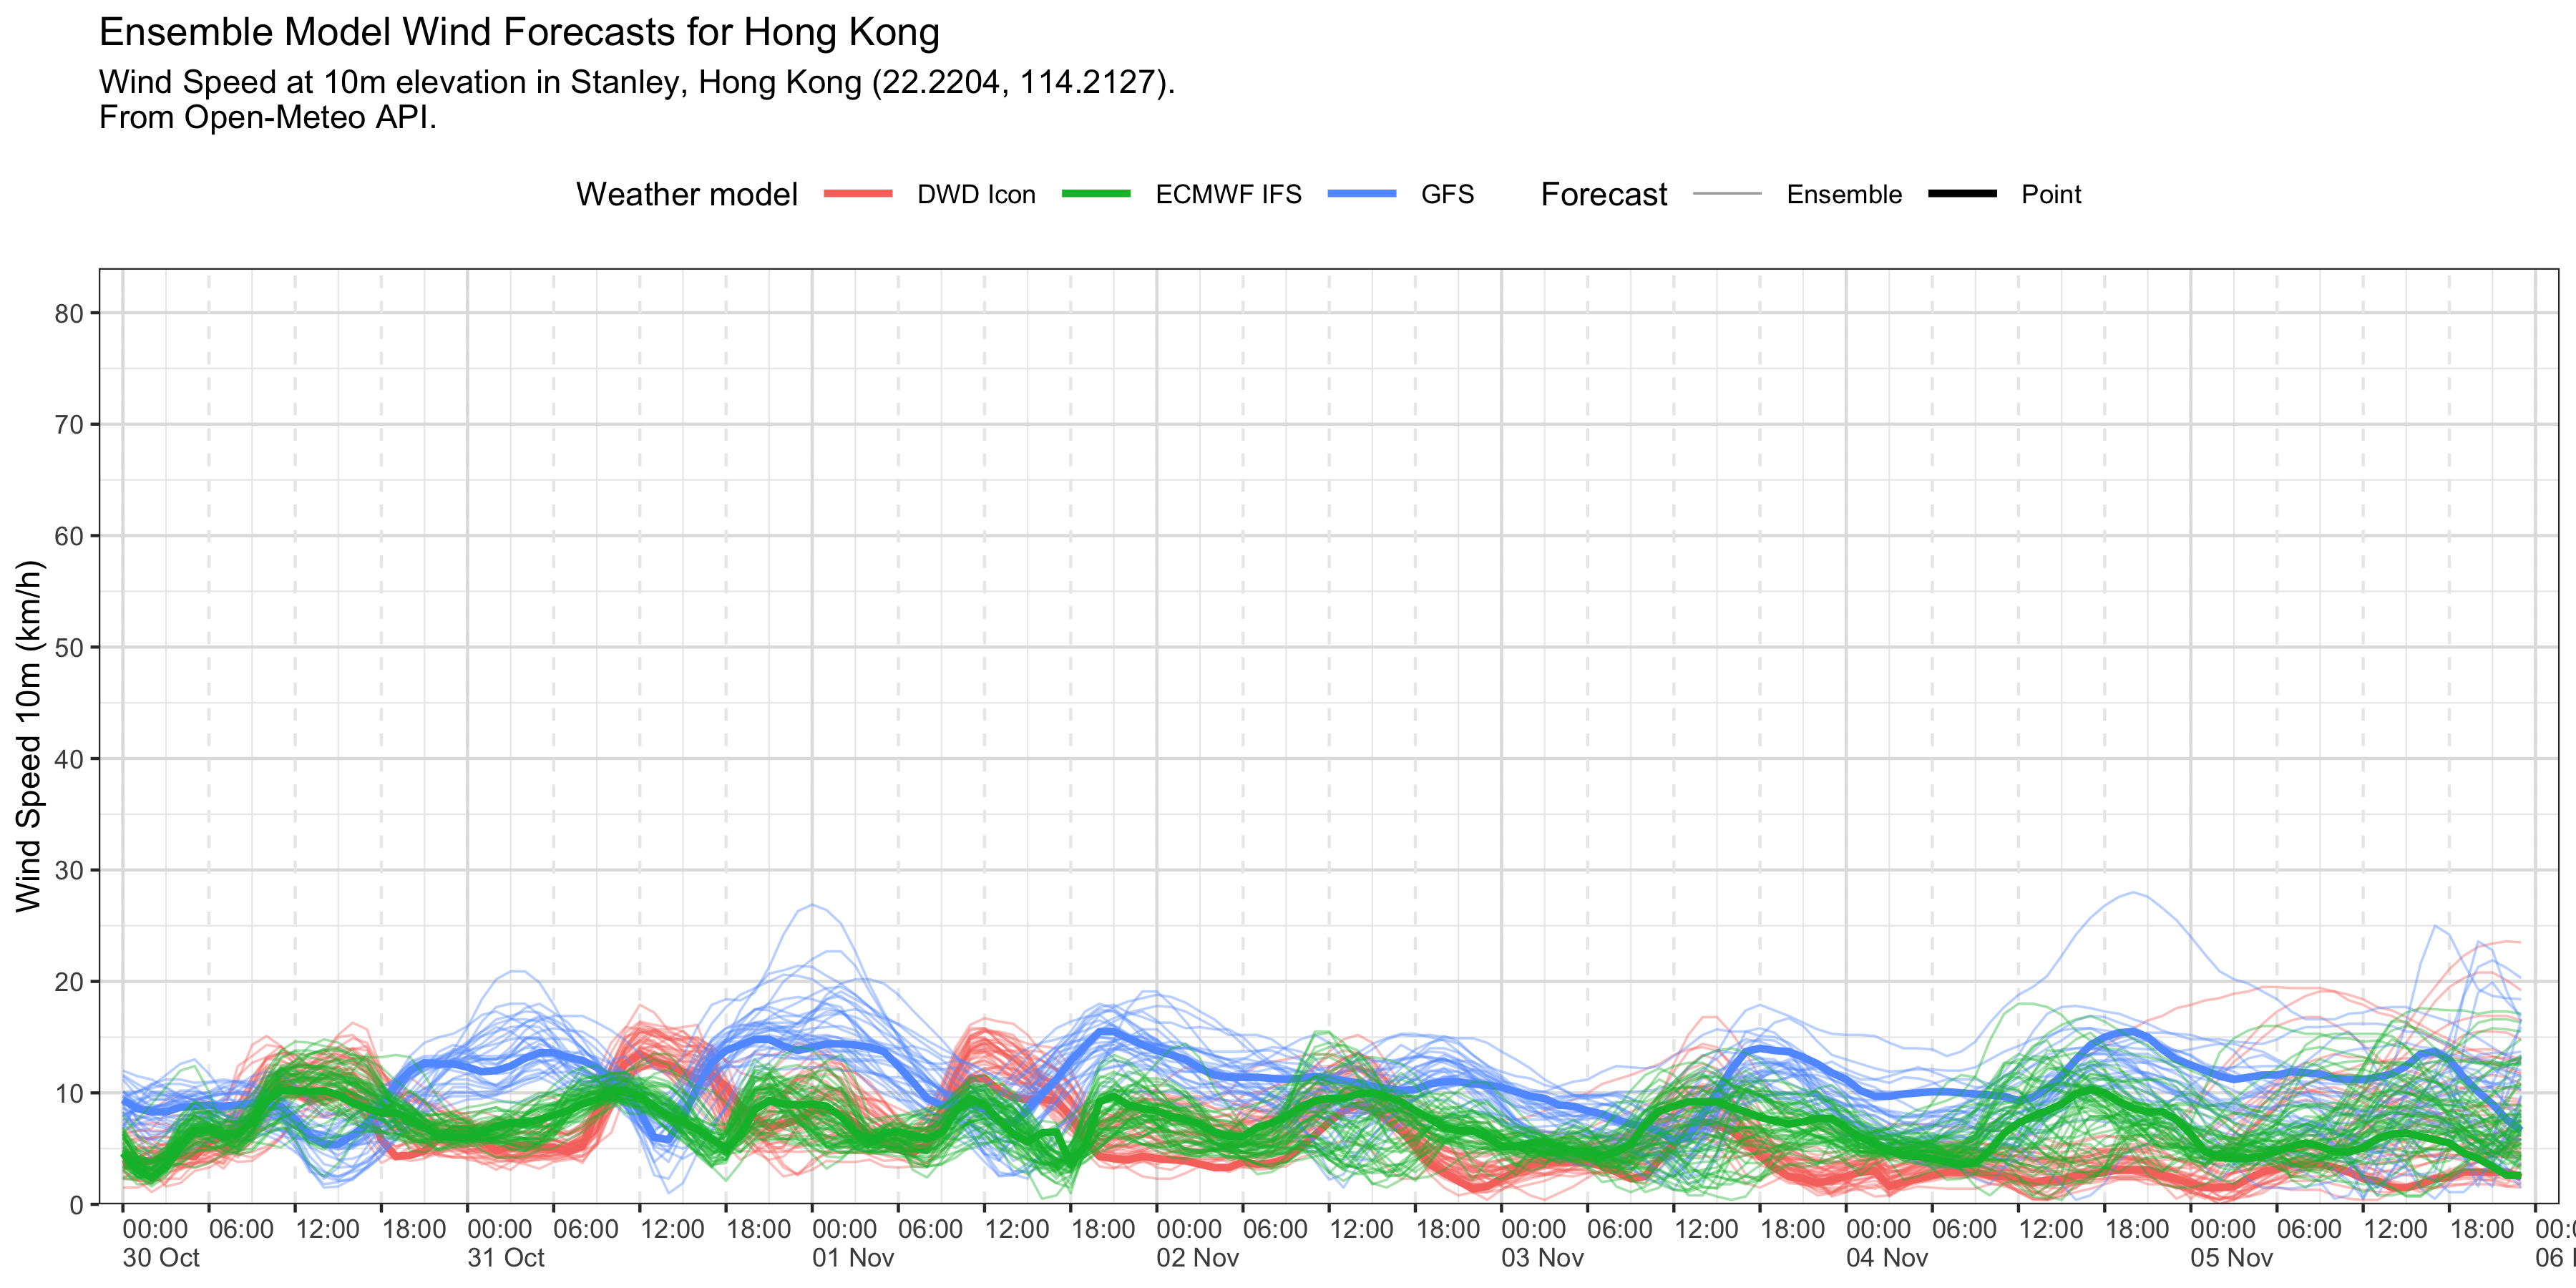 Ensemble Model Wind Forecasts for Hong Kong
Wind Speed at 10m elevation in Stanley, Hong Kong (22.2204, 114.2127).
From Open-Meteo API.
Weather model DWD Icon ECMWF IFS GFS Forecast Ensemble Point
Wind Speed 10m (km/h)
80
70
60
50
40
30
20
10
0
00:00 06:00 12:00 18:00 00:00 06:00 12:00 18:00 00:00 06:00 12:00 18:00 00:00 06:00 12:00 18:00 00:00 06:00 12:00 18:00 00:00 06:00 12:00 18:00 00:00 06:00 12:00 18:00
30 Oct 31 Oct 01 Nov 02 Nov 03 Nov 04 Nov 05 Nov 06